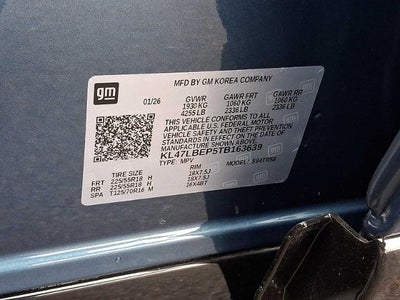 gm
MFD BY GM KOREA COMPANY
01/26
GVWR GAWR FRT GAWR RR
1930 KG 1060 KG 1060 KG
4255 LB 2336 LB 2336 LB
THIS VEHICLE CONFORMS TO ALL
APPLICABLE U.S. FEDERAL MOTOR
VEHICLE SAFETY AND THEFT PREVENTION
STANDARDS IN EFFECT ON THE DATE OF
MANUFACTURE SHOWN ABOVE.
KL47LBEP5TB163639
TYPE: MPV MODEL:
TIRE SIZE RIM
FRT 225/55R18 H 18X7.5J
RR 225/55R18 H 18X7.5J
SPA T125/70R16 M 16X4BT